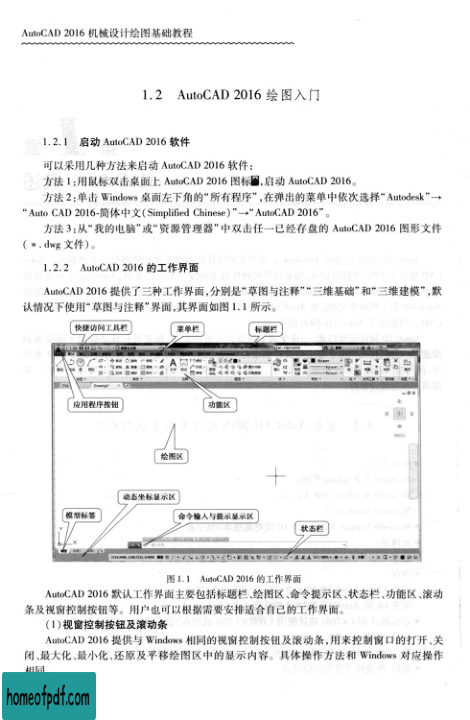 AutoCAD 2016 机械设计绘图基础教程
1.2 AutoCAD 2016 绘图入门
1.2.1 启动 AutoCAD 2016 软件
可以采用几种方法来启动 AutoCAD 2016 软件:
方法 1:用鼠标双击桌面上 AutoCAD 2016 图标,启动 AutoCAD 2016。
方法 2:单击 Windows 桌面左下角的“所有程序”,在弹出的菜单中依次选择“Autodesk”→
“Auto CAD 2016-简体中文(Simplified Chinese)”→“AutoCAD 2016”。
方法 3:从“我的电脑”或“资源管理器”中双击任一已经存盘的 AutoCAD 2016 图形文件
(*.dwg 文件)。
1.2.2 AutoCAD 2016 的工作界面
AutoCAD 2016 提供了三种工作界面,分别是“草图与注释”“三维基础”和“三维建模”,默
认情况下使用“草图与注释”界面,其界面如图 1.1 所示。
快捷访问工具栏 菜单栏 标题栏
应用程序按钮 功能区
绘图区
动态坐标显示区
模型标签 命令输入与提示显示区
状态栏
图 1.1 AutoCAD 2016 的工作界面
AutoCAD 2016 默认工作界面主要包括标题栏、绘图区、命令提示区、状态栏、功能区、滚动
条及视窗控制按钮等。用户也可以根据需要安排适合自己的工作界面。
(1)视窗控制按钮及滚动条
AutoCAD 2016 提供与 Windows 相同的视窗控制按钮及滚动条,用来控制窗口的打开、关
闭、最大化、最小化、还原及平移绘图区中的显示内容。具体操作方法和 Windows 对应操作
相同
homeofpdf.com